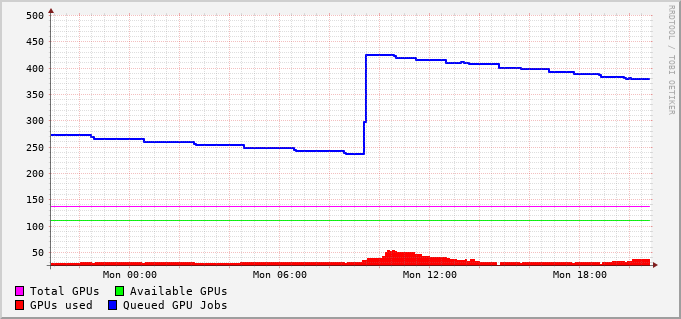 500
450
400
350
300
250
200
150
100
50
Mon 00:00 Mon 06:00 Mon 12:00 Mon 18:00
Total GPUs Available GPUs
GPUs used Queued GPU Jobs
RRDTOOL / TOBI OETIKER